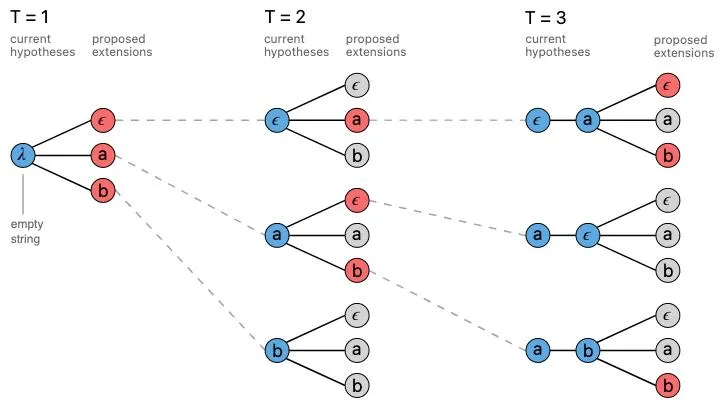 T = 1
T = 2
T = 3
current proposed
hypotheses extensions
current proposed
hypotheses extensions
current proposed
hypotheses extensions
ϵ
ϵ
ϵ
ϵ
ϵ
a
ϵ
a
a
λ
a
b
b
b
ϵ
ϵ
empty
string
a
a
a
ϵ
a
b
b
ϵ
ϵ
b
a
a
b
a
b
b